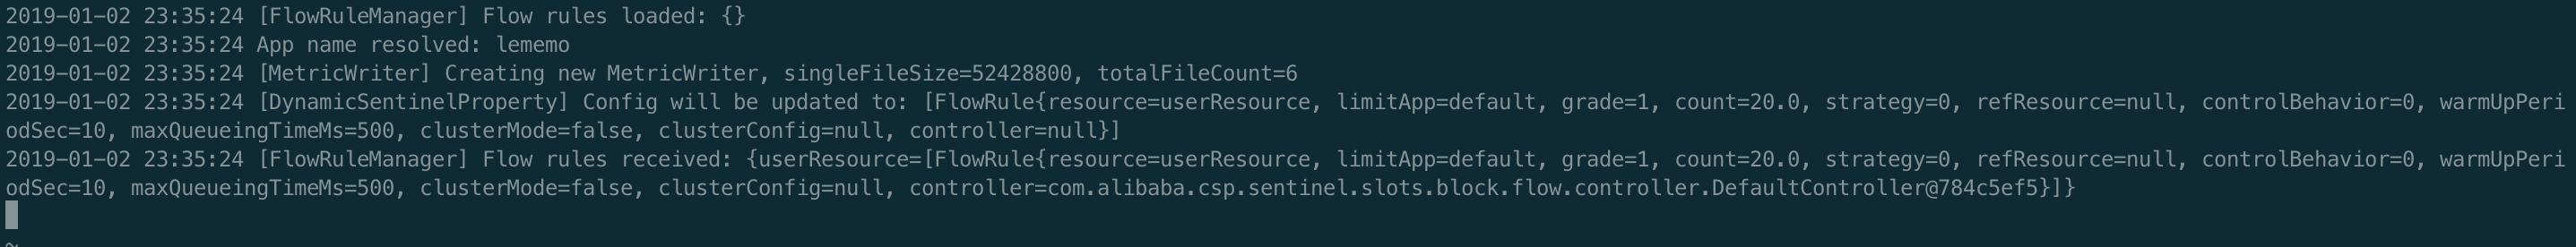 2019-01-02 23:35:24 [FlowRuleManager] Flow rules loaded: {}
2019-01-02 23:35:24 App name resolved: lememo
2019-01-02 23:35:24 [MetricWriter] Creating new MetricWriter, singleFileSize=52428800, totalFileCount=6
2019-01-02 23:35:24 [DynamicSentinelProperty] Config will be updated to: [FlowRule{resource=userResource, limitApp=default, grade=1, count=20.0, strategy=0, refResource=null, controlBehavior=0, warmUpPeri
odSec=10, maxQueueingTimeMs=500, clusterMode=false, clusterConfig=null, controller=null}]
2019-01-02 23:35:24 [FlowRuleManager] Flow rules received: {userResource=[FlowRule{resource=userResource, limitApp=default, grade=1, count=20.0, strategy=0, refResource=null, controlBehavior=0, warmUpPeri
odSec=10, maxQueueingTimeMs=500, clusterMode=false, clusterConfig=null, controller=com.alibaba.csp.sentinel.slots.block.flow.controller.DefaultController@784c5ef5}]}
~